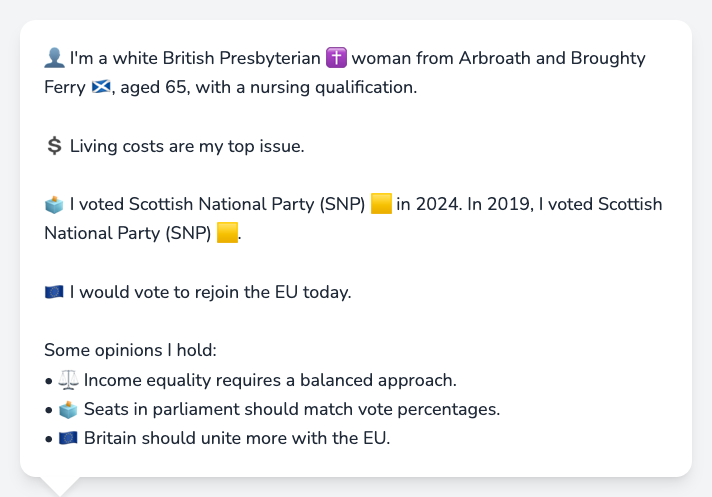 👤 I'm a white British Presbyterian ✝️ woman from Arbroath and Broughty
Ferry 🏴󠁧󠁢󠁳󠁣󠁴󠁿, aged 65, with a nursing qualification.
💲 Living costs are my top issue.
🗳️ I voted Scottish National Party (SNP) 🟨 in 2024. In 2019, I voted Scottish
National Party (SNP) 🟨.
🇪🇺 I would vote to rejoin the EU today.
Some opinions I hold:
• ⚖️ Income equality requires a balanced approach.
• 🗳️ Seats in parliament should match vote percentages.
• 🇪🇺 Britain should unite more with the EU.